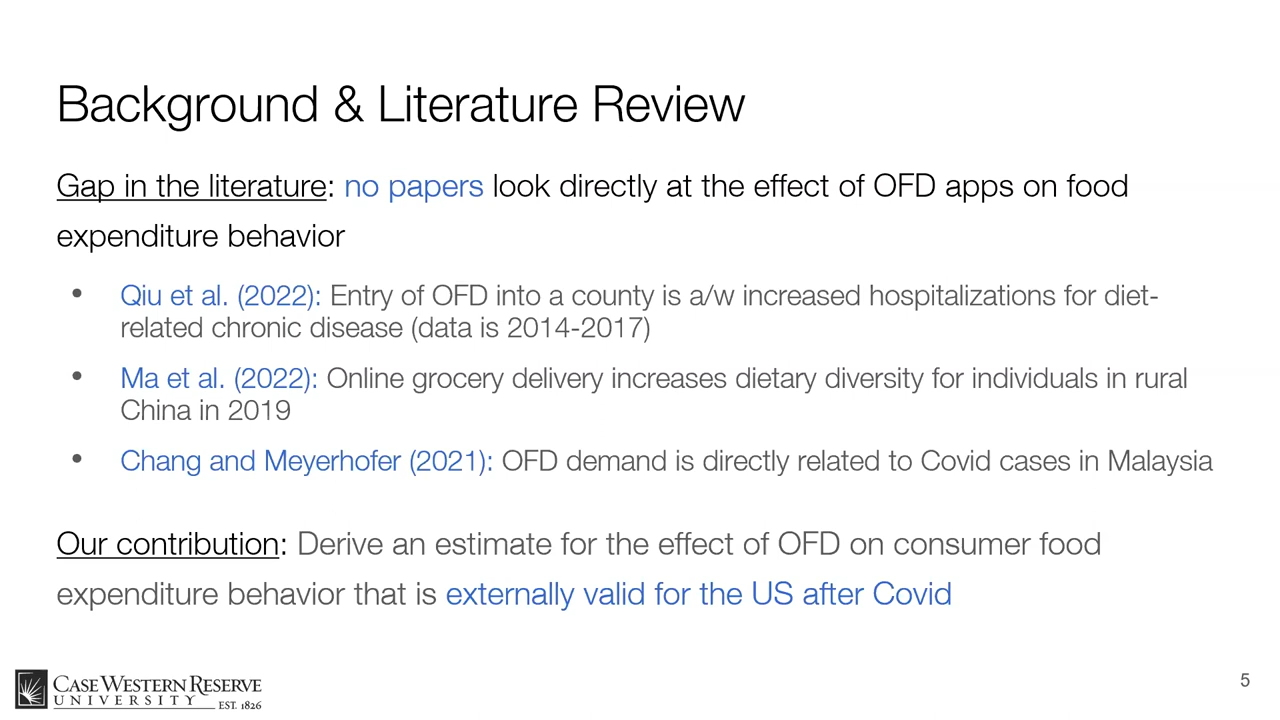 Background & Literature Review
Gap in the literature: no papers look directly at the effect of OFD apps on food
expenditure behavior
• Qiu et al. (2022): Entry of OFD into a county is a/w increased hospitalizations for diet-
related chronic disease (data is 2014-2017)
• Ma et al. (2022): Online grocery delivery increases dietary diversity for individuals in rural
China in 2019
• Chang and Meyerhofer (2021): OFD demand is directly related to Covid cases in Malaysia
Our contribution: Derive an estimate for the effect of OFD on consumer food
expenditure behavior that is externally valid for the US after Covid
CASE WESTERN RESERVE
UNIVERSITY EST. 1826
5